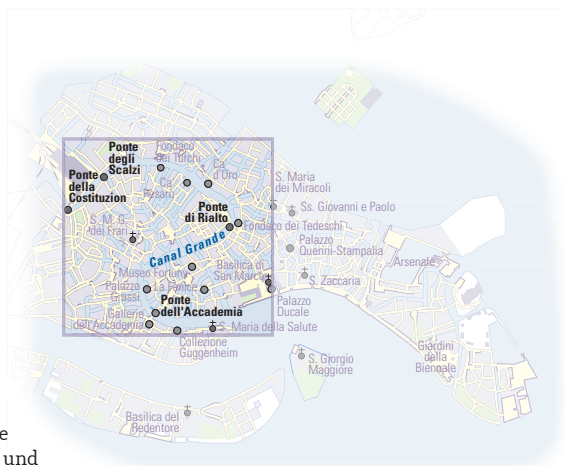 Ponte
degli
Scalzi
Fondaco
dei Turchi
Ca'
d'Oro
Ponte
della
Costituzion
Ca'
Pesaro
S. Maria
dei Miracoli
Ponte
di Rialto
Ss. Giovanni e Paolo
S. M. G.
dei Frari
Fondaco dei Tedeschi
Canal Grande
Palazzo
Querini-Stampalia
Arsenale
Museo Fortuny
Basilica di
San Marco
S. Zaccaria
Palazzo
Grassi
La Fenice
Ponte
dell'Accademia
Palazzo
Ducale
Gallerie
dell'Accademia
S. Maria della Salute
Collezione
Guggenheim
S. Giorgio
Maggiore
Giardini
della
Biennale
Basilica del
Redentore
e
und